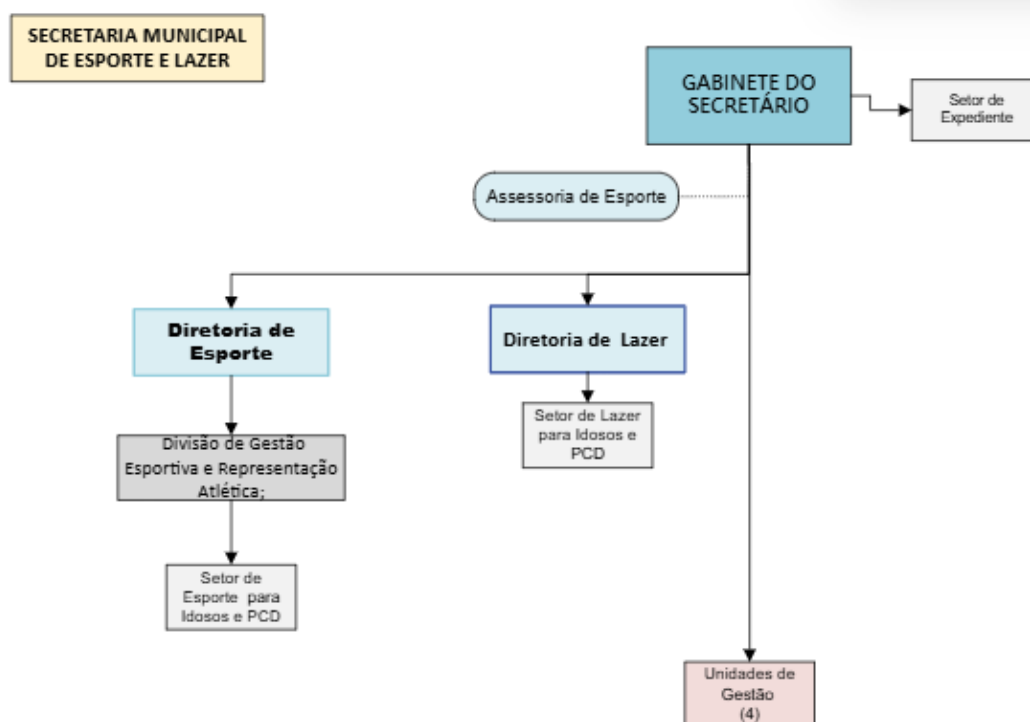 SECRETARIA MUNICIPAL
DE ESPORTE E LAZER
GABINETE DO
SECRETÁRIO
Setor de
Expediente
Assessoria de Esporte
Diretoria de
Esporte
Diretoria de Lazer
Setor de Lazer
para Idosos e
PCD
Divisão de Gestão
Esportiva e Representação
Atlética;
Setor de
Esporte para
Idosos e PCD
Unidades de
Gestão
(4)